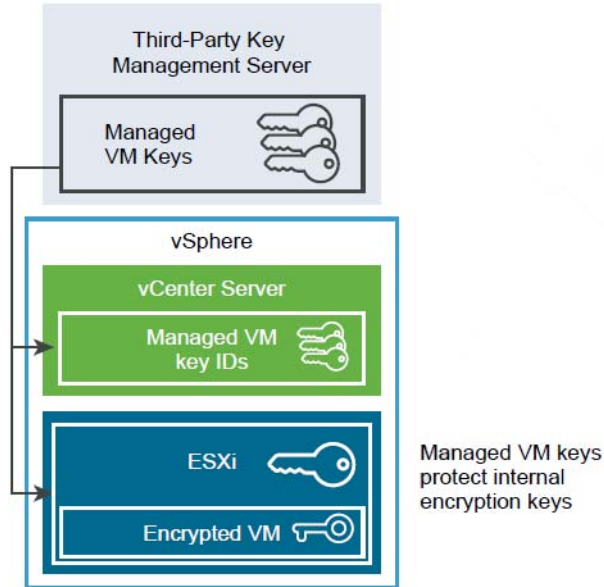 Third-Party Key
Management Server
Managed
VM Keys
vSphere
vCenter Server
Managed VM
key IDs
ESXi
Encrypted VM
Managed VM keys
protect internal
encryption keys